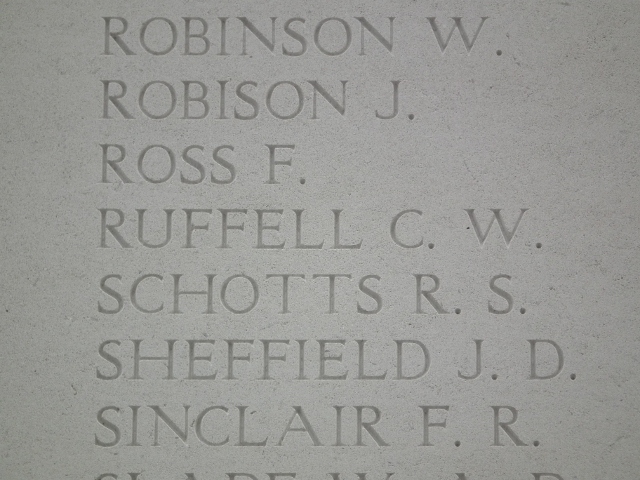 ROBINSON W.
ROBISON J.
ROSS F.
RUFFELL C. W.
SCHOTTS R. S.
SHEFFIELD J. D.
SINCLAIR F. R.